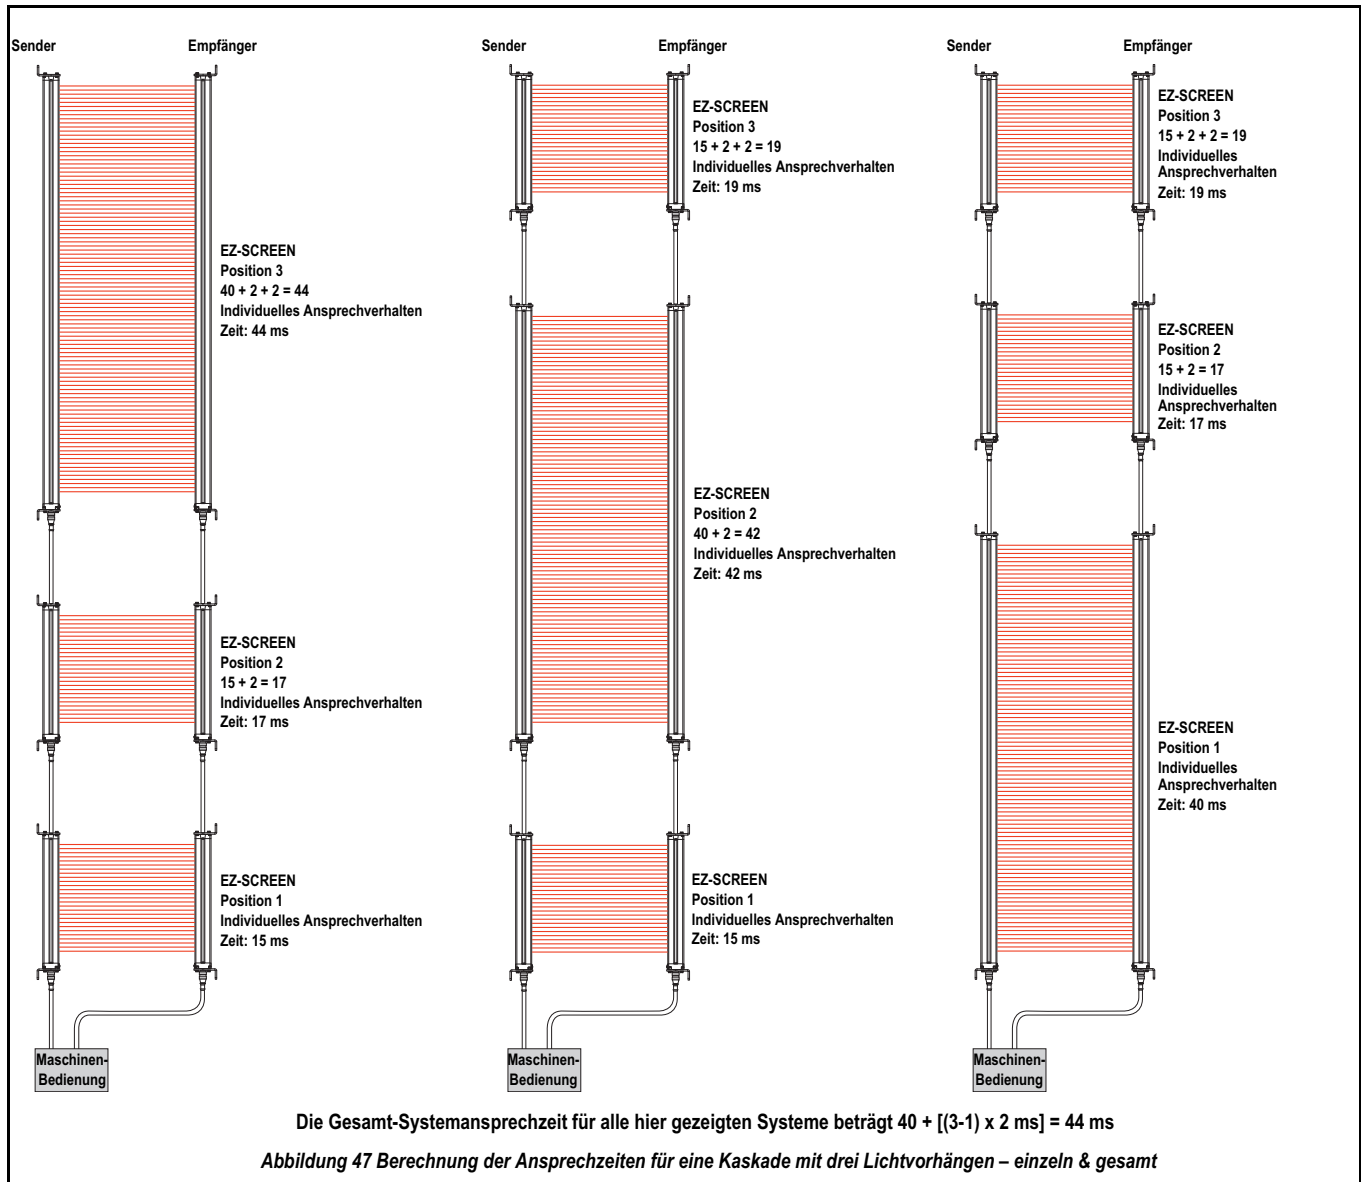 Sender
Empfänger
EZ-SCREEN
Position 3
40 + 2 + 2 = 44
Individuelles Ansprechverhalten
Zeit: 44 ms
EZ-SCREEN
Position 2
15 + 2 = 17
Individuelles Ansprechverhalten
Zeit: 17 ms
EZ-SCREEN
Position 1
Individuelles Ansprechverhalten
Zeit: 15 ms
Maschinen-
Bedienung
Sender
Empfänger
EZ-SCREEN
Position 3
15 + 2 + 2 = 19
Individuelles Ansprechverhalten
Zeit: 19 ms
EZ-SCREEN
Position 2
40 + 2 = 42
Individuelles Ansprechverhalten
Zeit: 42 ms
EZ-SCREEN
Position 1
Individuelles Ansprechverhalten
Zeit: 15 ms
Maschinen-
Bedienung
Sender
Empfänger
EZ-SCREEN
Position 3
15 + 2 + 2 = 19
Individuelles
Ansprechverhalten
Zeit: 19 ms
EZ-SCREEN
Position 2
15 + 2 = 17
Individuelles
Ansprechverhalten
Zeit: 17 ms
EZ-SCREEN
Position 1
Individuelles
Ansprechverhalten
Zeit: 40 ms
Maschinen-
Bedienung
Die Gesamt-Systemansprechzeit für alle hier gezeigten Systeme beträgt 40 + [(3-1) x 2 ms] = 44 ms
Abbildung 47 Berechnung der Ansprechzeiten für eine Kaskade mit drei Lichtvorhängen – einzeln & gesamt